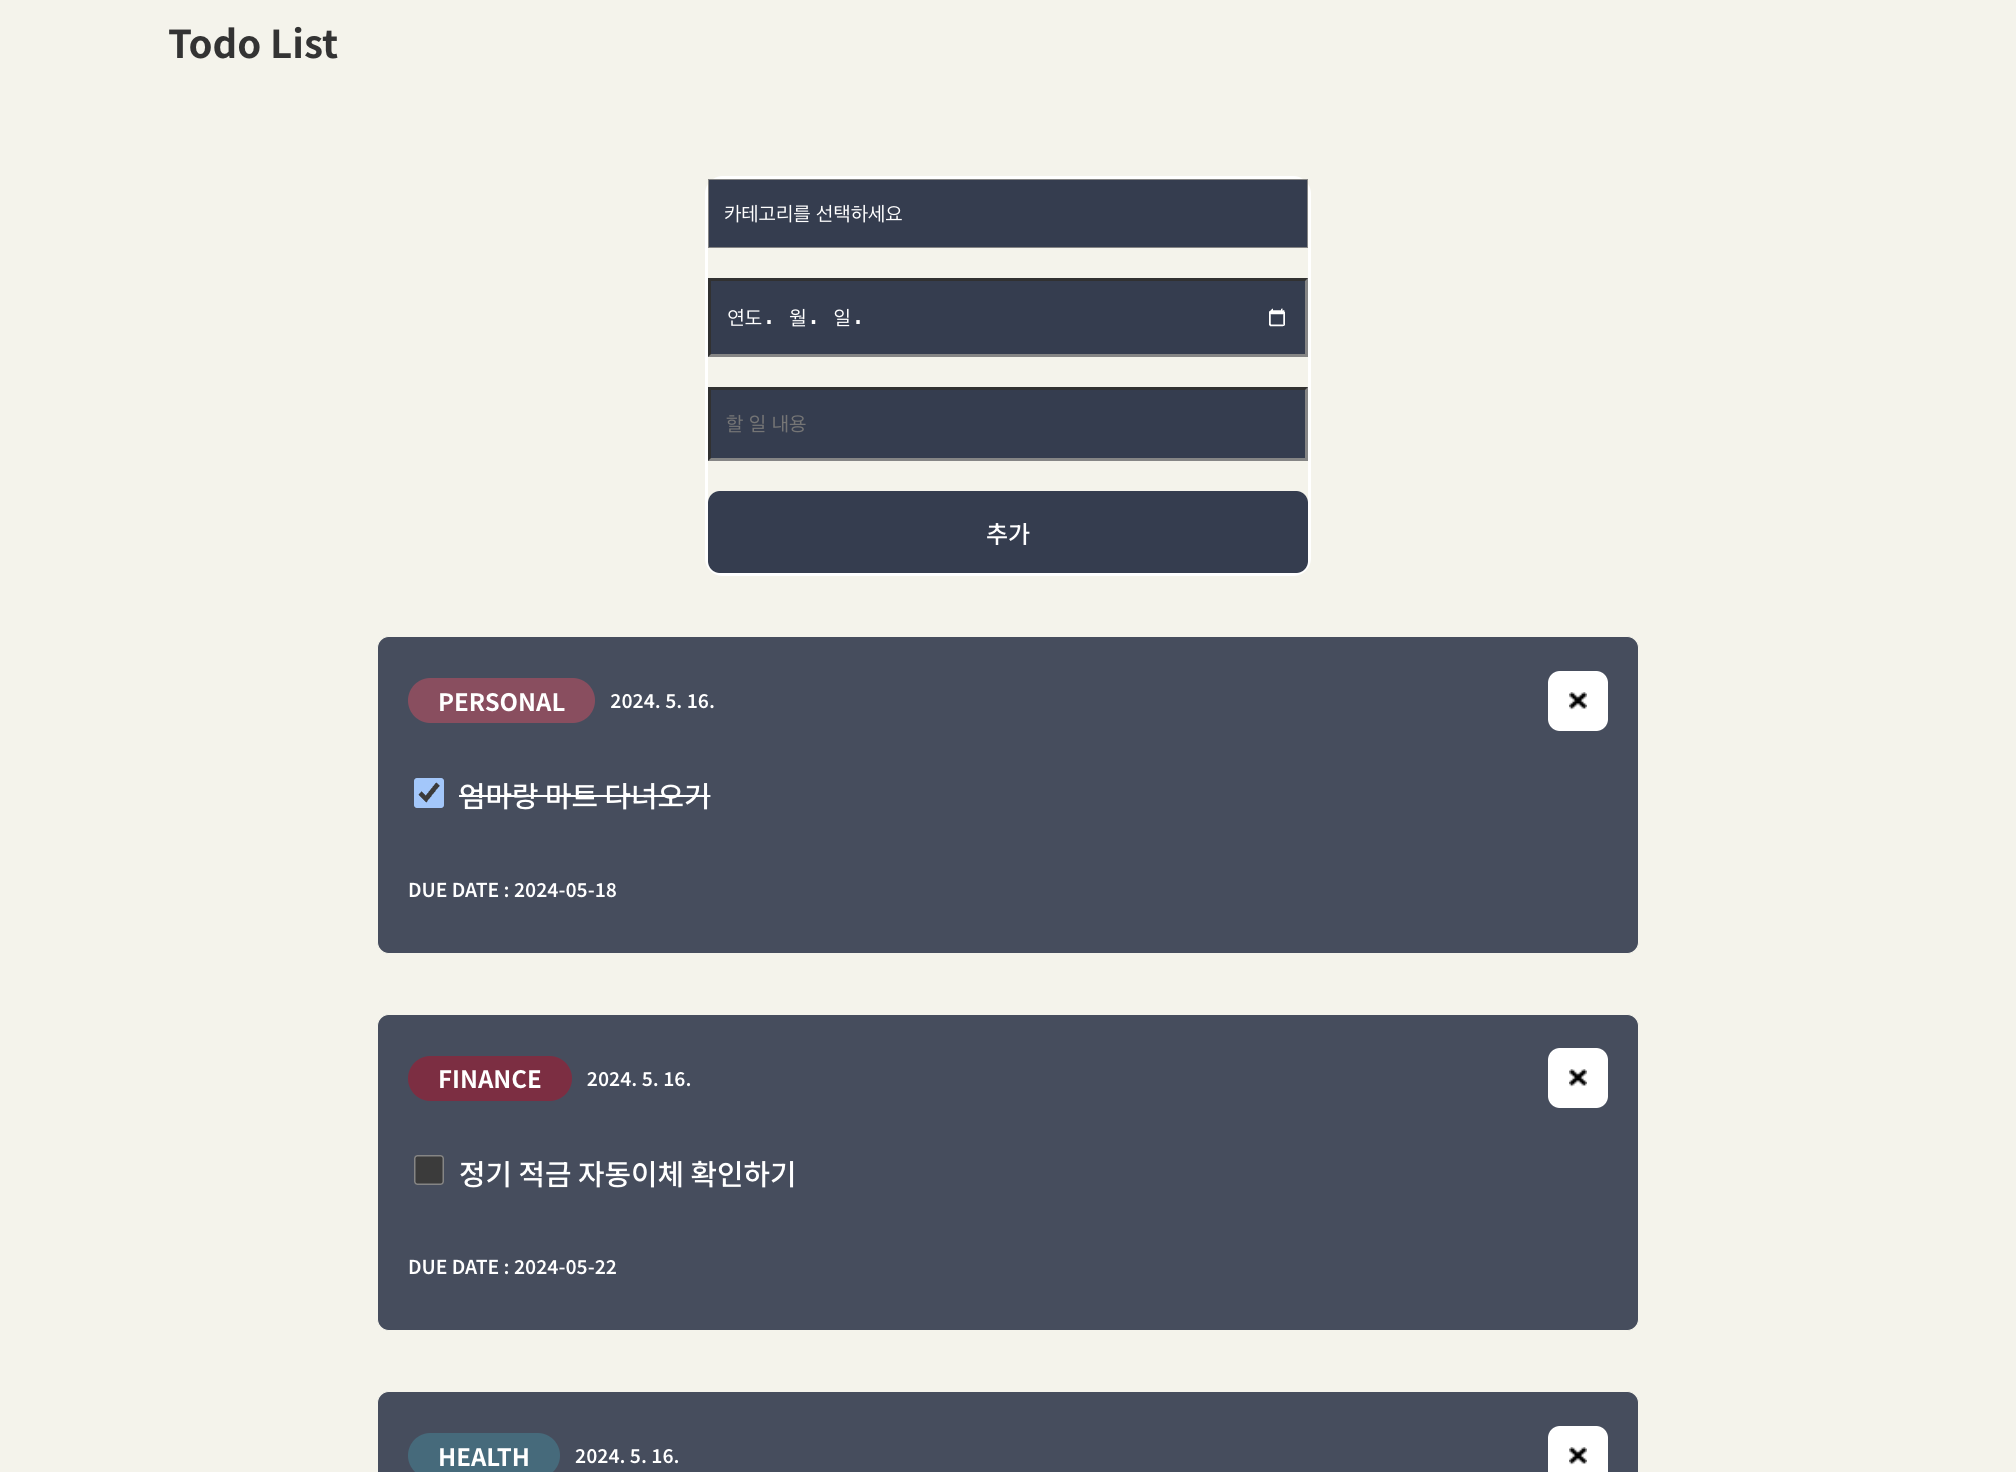 Todo List
카테고리를 선택하세요
연도. 월. 일.
할 일 내용
추가
PERSONAL 2024. 5. 16.
엄마랑 마트 다녀오기
DUE DATE : 2024-05-18
FINANCE 2024. 5. 16.
정기 적금 자동이체 확인하기
DUE DATE : 2024-05-22
HEALTH 2024. 5. 16.